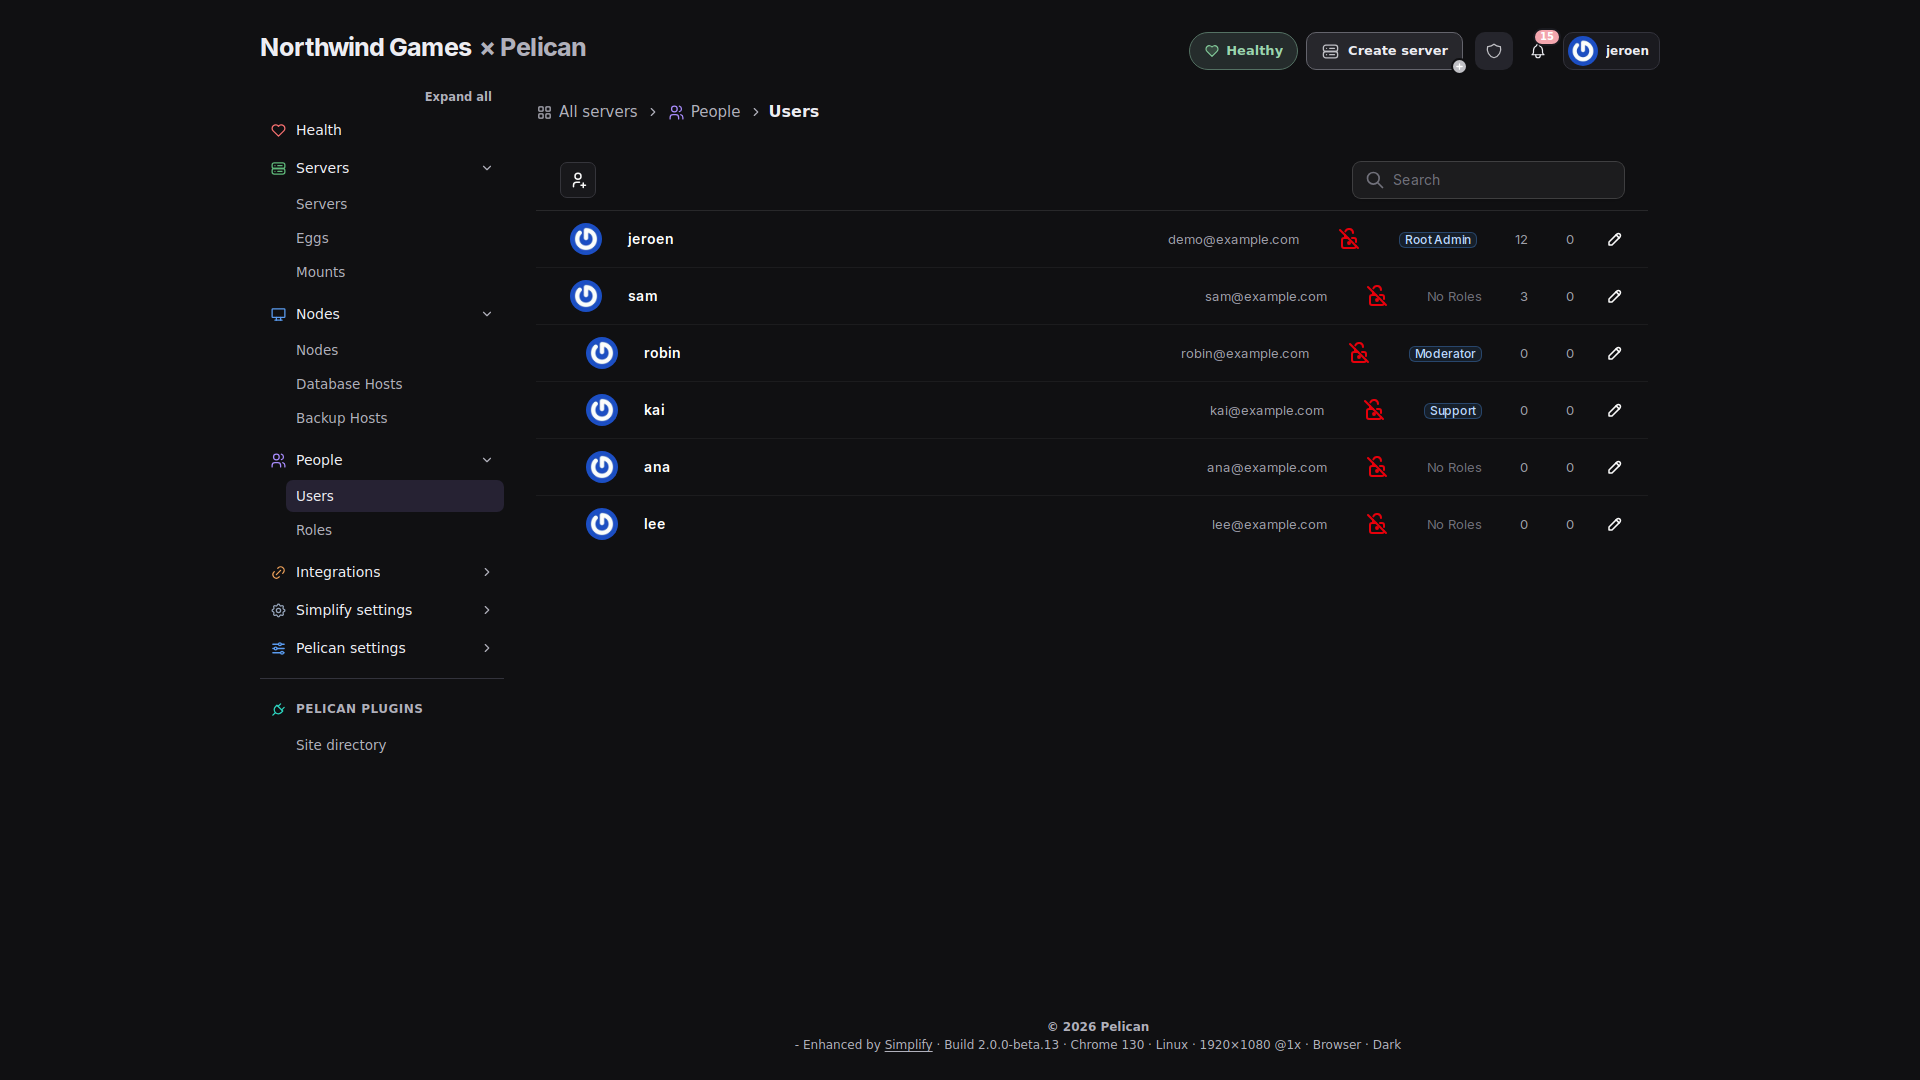 Northwind Games × Pelican
Healthy
Create server
15
jeroen
Expand all
Health
Servers
Servers
Eggs
Mounts
Nodes
Nodes
Database Hosts
Backup Hosts
People
Users
Roles
Integrations
Simplify settings
Pelican settings
PELICAN PLUGINS
Site directory
All servers > People > Users
Search
jeroen demo@example.com Root Admin 12 0
sam sam@example.com No Roles 3 0
robin robin@example.com Moderator 0 0
kai kai@example.com Support 0 0
ana ana@example.com No Roles 0 0
lee lee@example.com No Roles 0 0
© 2026 Pelican
- Enhanced by Simplify · Build 2.0.0-beta.13 · Chrome 130 · Linux · 1920×1080 @1x · Browser · Dark